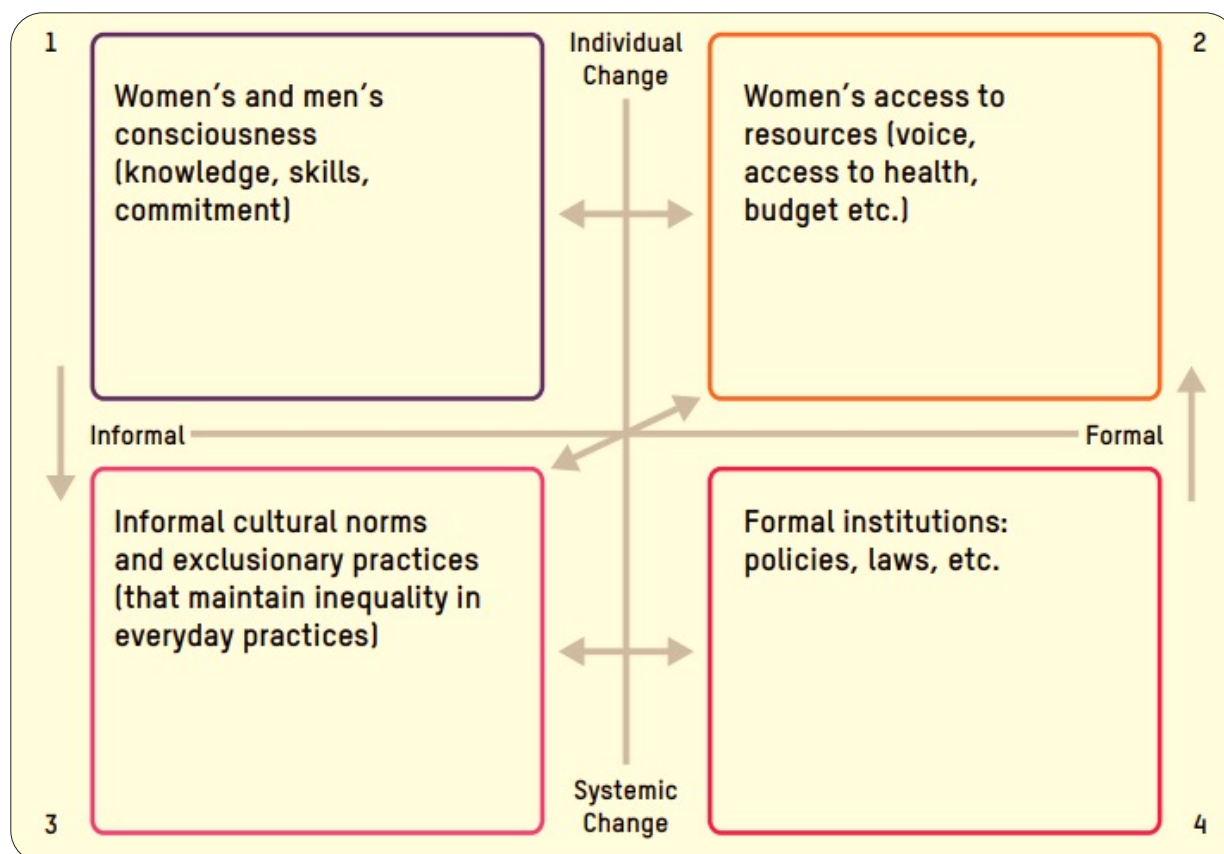 1
Women's and men's
consciousness
(knowledge, skills,
commitment)
Individual
Change
2
Women's access to
resources (voice,
access to health,
budget etc.)
Informal
Formal
3
Informal cultural norms
and exclusionary practices
(that maintain inequality in
everyday practices)
Systemic
Change
4
Formal institutions:
policies, laws, etc.